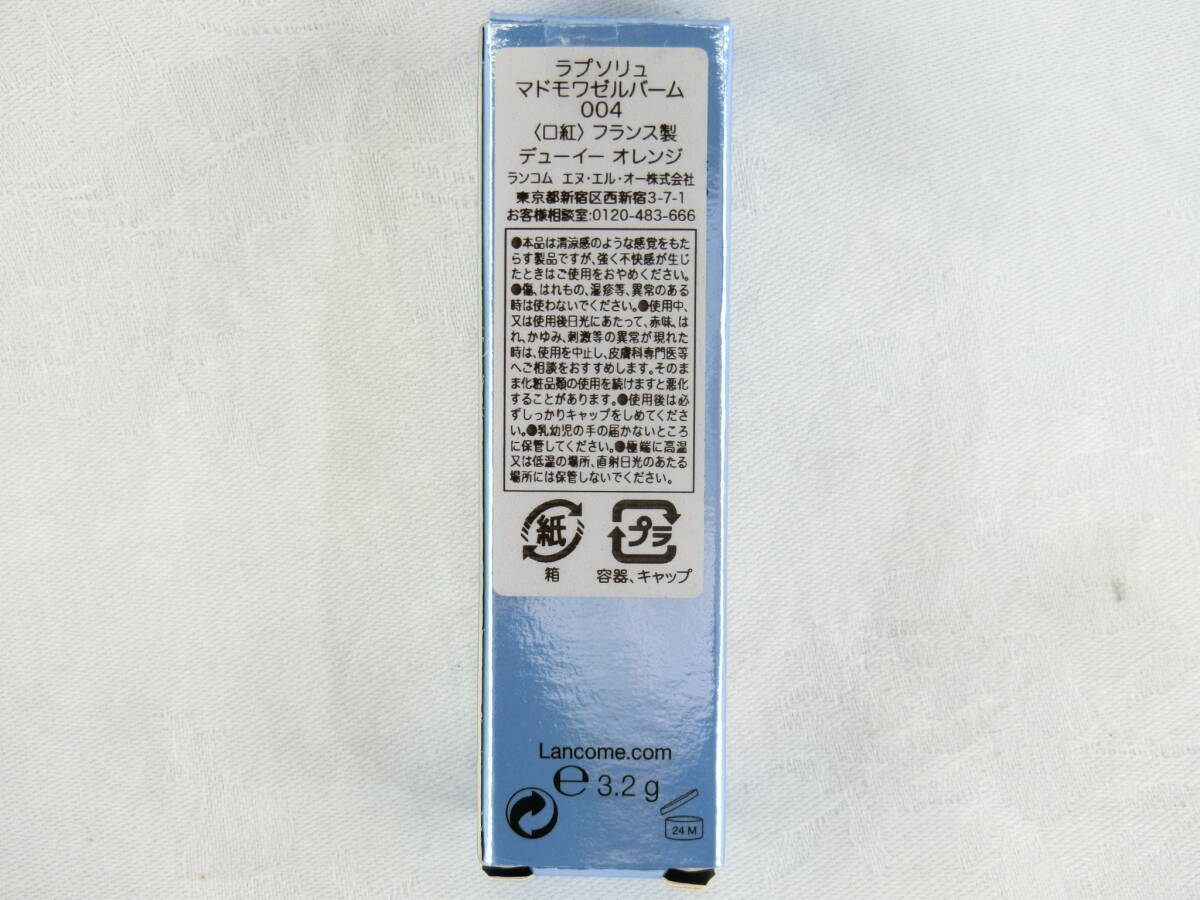 ラプソリュ
マドモワゼルバーム
004
〈口紅〉フランス製
デューイー オレンジ
ランコム エヌ・エル・オー株式会社
東京都新宿区西新宿3-7-1
お客様相談室:0120-483-666
●本品は清涼感のような感覚をもた
らす製品ですが、強く不快感が生じ
たときはご使用をおやめください。
●傷、はれもの、湿疹等、異常のある
時は使わないでください。●使用中、
又は使用後日光にあたって、赤味、は
れ、かゆみ、刺激等の異常が現れた
時は、使用を中止し、皮膚科専門医等
へご相談をおすすめします。そのま
ま化粧品類の使用を続けますと悪化
することがあります。●使用後は必
ずしっかりキャップをしめてくださ
い。●乳幼児の手の届かないところ
に保管してください。●極端に高温
又は低温の場所、直射日光のあたる
場所には保管しないでください。
紙 プラ
箱 容器、キャップ
Lancome.com
℮ 3.2 g
24 M